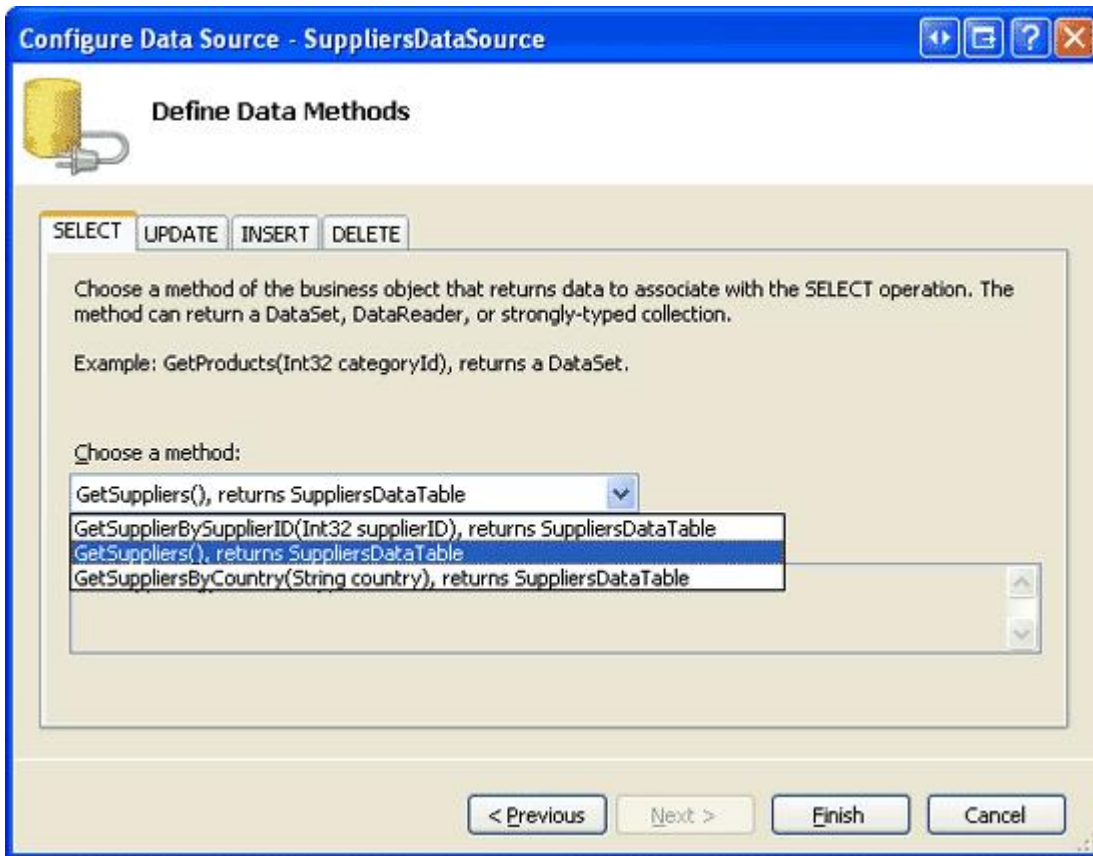 Configure Data Source - SuppliersDataSource
Define Data Methods
SELECT UPDATE INSERT DELETE
Choose a method of the business object that returns data to associate with the SELECT operation. The
method can return a DataSet, DataReader, or strongly-typed collection.
Example: GetProducts(Int32 categoryId), returns a DataSet.
Choose a method:
GetSuppliers(), returns SuppliersDataTable
GetSupplierBySupplierID(Int32 supplierID), returns SuppliersDataTable
GetSuppliers(), returns SuppliersDataTable
GetSuppliersByCountry(String country), returns SuppliersDataTable
< Previous Next > Finish Cancel